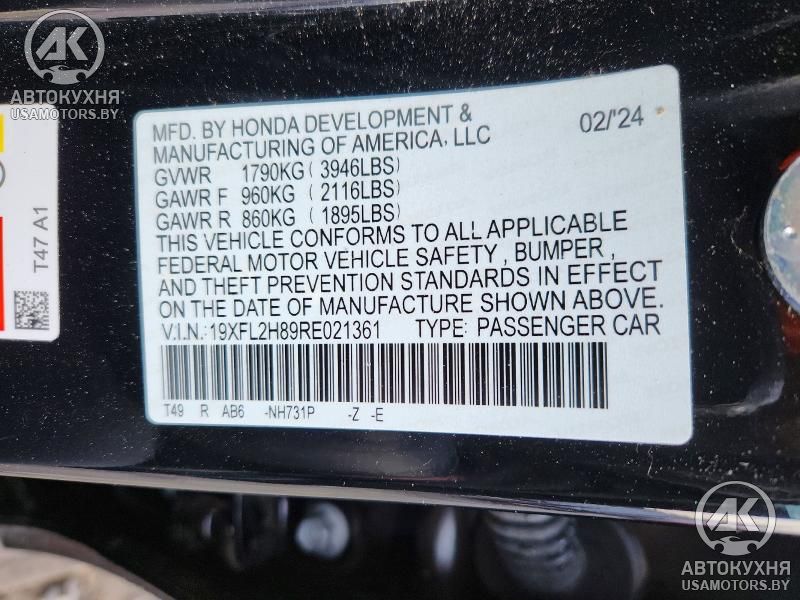 AK
АВТОКУХНЯ
USAMOTORS.BY
T47 A1
MFD. BY HONDA DEVELOPMENT &
MANUFACTURING OF AMERICA, LLC
02/'24
GVWR 1790KG ( 3946LBS)
GAWR F 960KG ( 2116LBS)
GAWR R 860KG ( 1895LBS)
THIS VEHICLE CONFORMS TO ALL APPLICABLE
FEDERAL MOTOR VEHICLE SAFETY , BUMPER ,
AND THEFT PREVENTION STANDARDS IN EFFECT
ON THE DATE OF MANUFACTURE SHOWN ABOVE.
V.I.N.:19XFL2H89RE021361 TYPE: PASSENGER CAR
T49 R AB6 -NH731P -Z -E
AK
АВТОКУХНЯ
USAMOTORS.BY